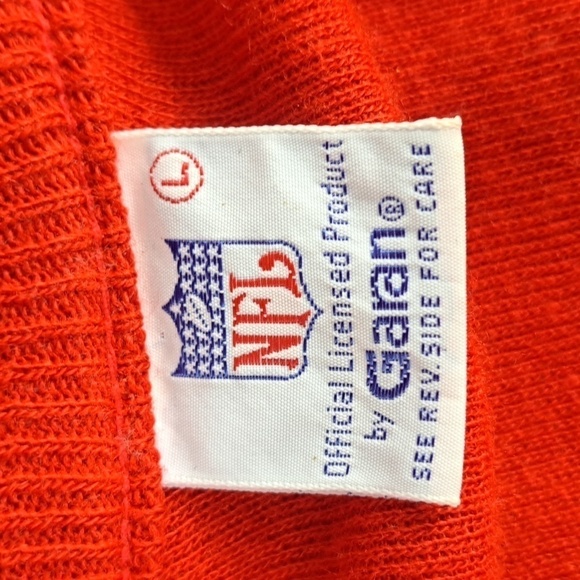 L
NFL
Official Licensed Product
by Garan®
SEE REV. SIDE FOR CARE